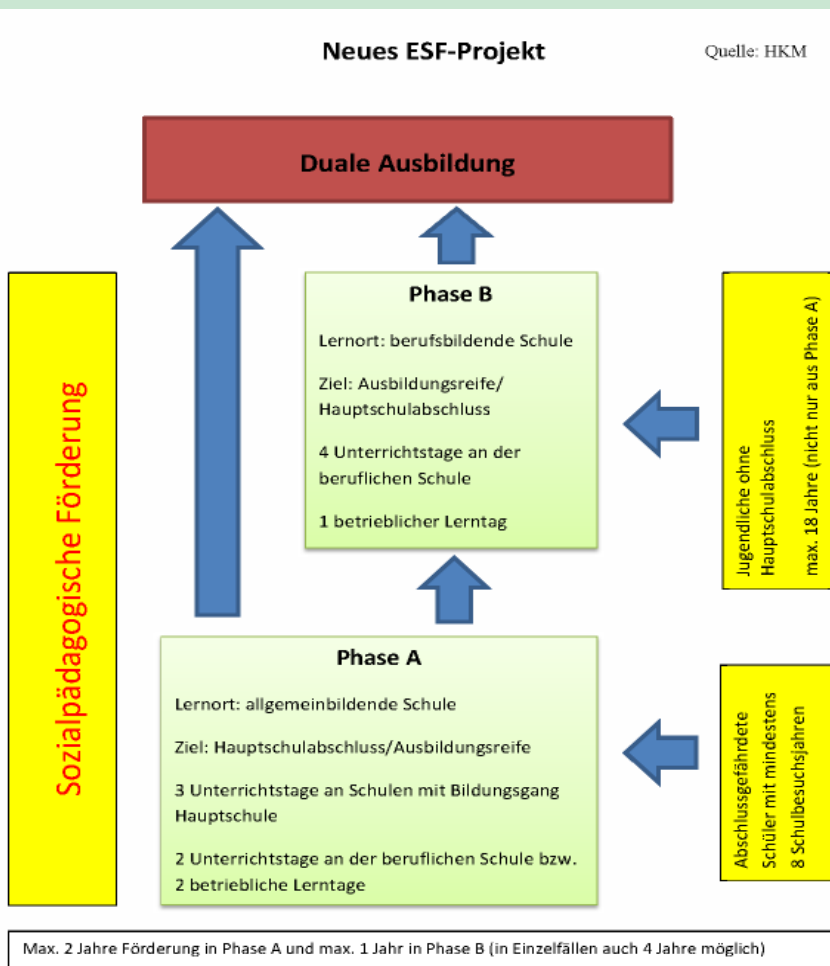 Neues ESF-Projekt
Quelle: HKM
Duale Ausbildung
Sozialpädagogische Förderung
Phase B
Lernort: berufsbildende Schule
Ziel: Ausbildungsreife/
Hauptschulabschluss
4 Unterrichtstage an der
beruflichen Schule
1 betrieblicher Lerntag
Jugendliche ohne
Hauptschulabschluss
max. 18 Jahre (nicht nur aus Phase A)
Phase A
Lernort: allgemeinbildende Schule
Ziel: Hauptschulabschluss/Ausbildungsreife
3 Unterrichtstage an Schulen mit Bildungsgang
Hauptschule
2 Unterrichtstage an der beruflichen Schule bzw.
2 betriebliche Lerntage
Abschlussgefährdete
Schüler mit mindestens
8 Schulbesuchsjahren
Max. 2 Jahre Förderung in Phase A und max. 1 Jahr in Phase B (in Einzelfällen auch 4 Jahre möglich)